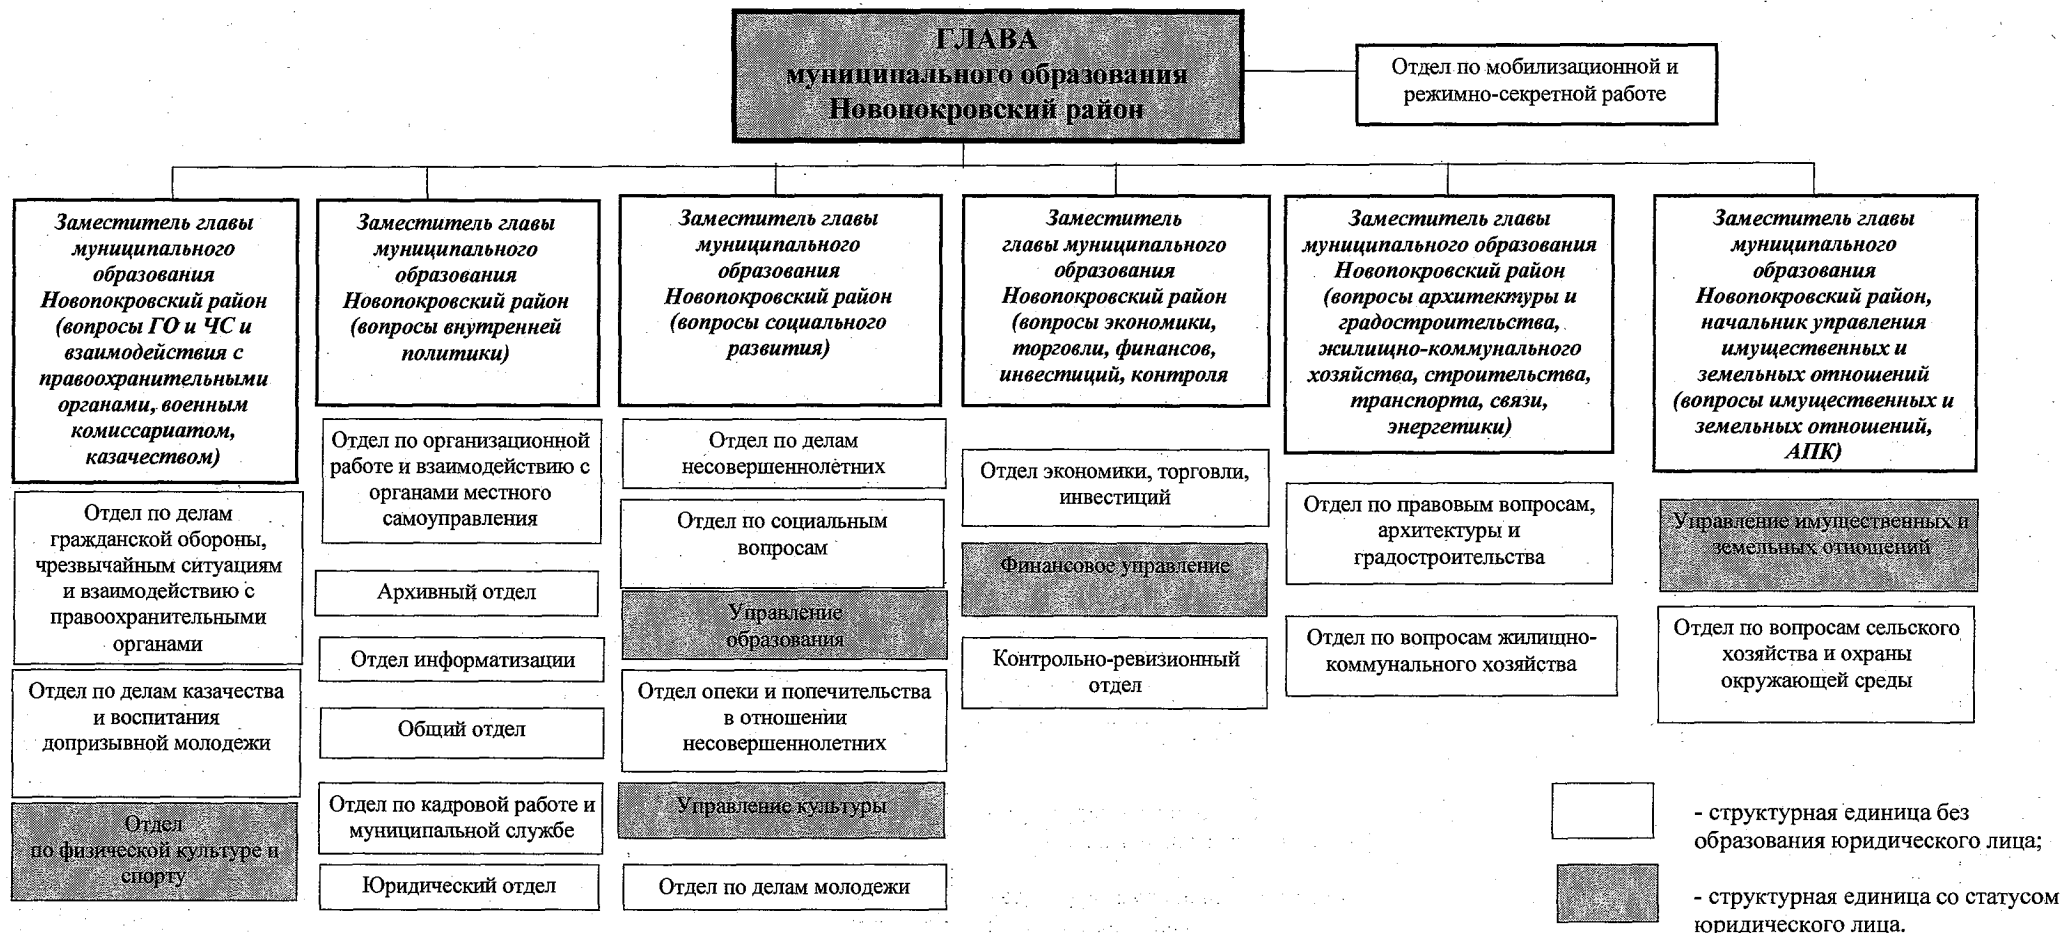 ГЛАВА
муниципального образования
Новопокровский район
Отдел по мобилизационной и
режимно-секретной работе
Заместитель главы
муниципального
образования
Новопокровский район
(вопросы ГО и ЧС и
взаимодействия с
правоохранительными
органами, военным
комиссариатом,
казачеством)
Отдел по делам
гражданской обороны,
чрезвычайным ситуациям
и взаимодействию с
правоохранительными
органами
Отдел по делам казачества
и воспитания
допризывной молодежи
Отдел
по физической культуре и
спорту
Заместитель главы
муниципального
образования
Новопокровский район
(вопросы внутренней
политики)
Отдел по организационной
работе и взаимодействию с
органами местного
самоуправления
Архивный отдел
Отдел информатизации
Общий отдел
Отдел по кадровой работе и
муниципальной службе
Юридический отдел
Заместитель главы
муниципального
образования
Новопокровский район
(вопросы социального
развития)
Отдел по делам
несовершеннолетних
Отдел по социальным
вопросам
Управление
образования
Отдел опеки и попечительства
в отношении
несовершеннолетних
Управление культуры
Отдел по делам молодежи
Заместитель
главы муниципального
образования
Новопокровский район
(вопросы экономики,
торговли, финансов,
инвестиций, контроля
Отдел экономики, торговли,
инвестиций
Финансовое управление
Контрольно-ревизионный
отдел
Заместитель главы
муниципального образования
Новопокровский район
(вопросы архитектуры и
градостроительства,
жилищно-коммунального
хозяйства, строительства,
транспорта, связи,
энергетики)
Отдел по правовым вопросам,
архитектуры и
градостроительства
Отдел по вопросам жилищно-
коммунального хозяйства
Заместитель главы
муниципального
образования
Новопокровский район,
начальник управления
имущественных и
земельных отношений
(вопросы имущественных и
земельных отношений,
АПК)
Управление имущественных и
земельных отношений
Отдел по вопросам сельского
хозяйства и охраны
окружающей среды
- структурная единица без
образования юридического лица;
- структурная единица со статусом
юридического лица.